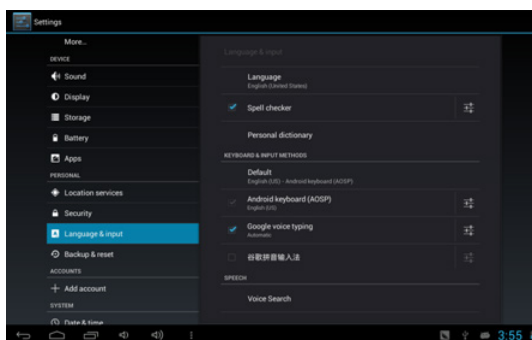 Settings
More...
DEVICE
Sound
Display
Storage
Battery
Apps
PERSONAL
Location services
Security
Language & input
Backup & reset
ACCOUNTS
Add account
SYSTEM
Date & time
Language & input
Language
English (United States)
Spell checker
Personal dictionary
KEYBOARD & INPUT METHODS
Default
English (US) - Android keyboard (AOSP)
Android keyboard (AOSP)
English (US)
Google voice typing
Automatic
谷歌拼音输入法
SPEECH
Voice Search
3:55